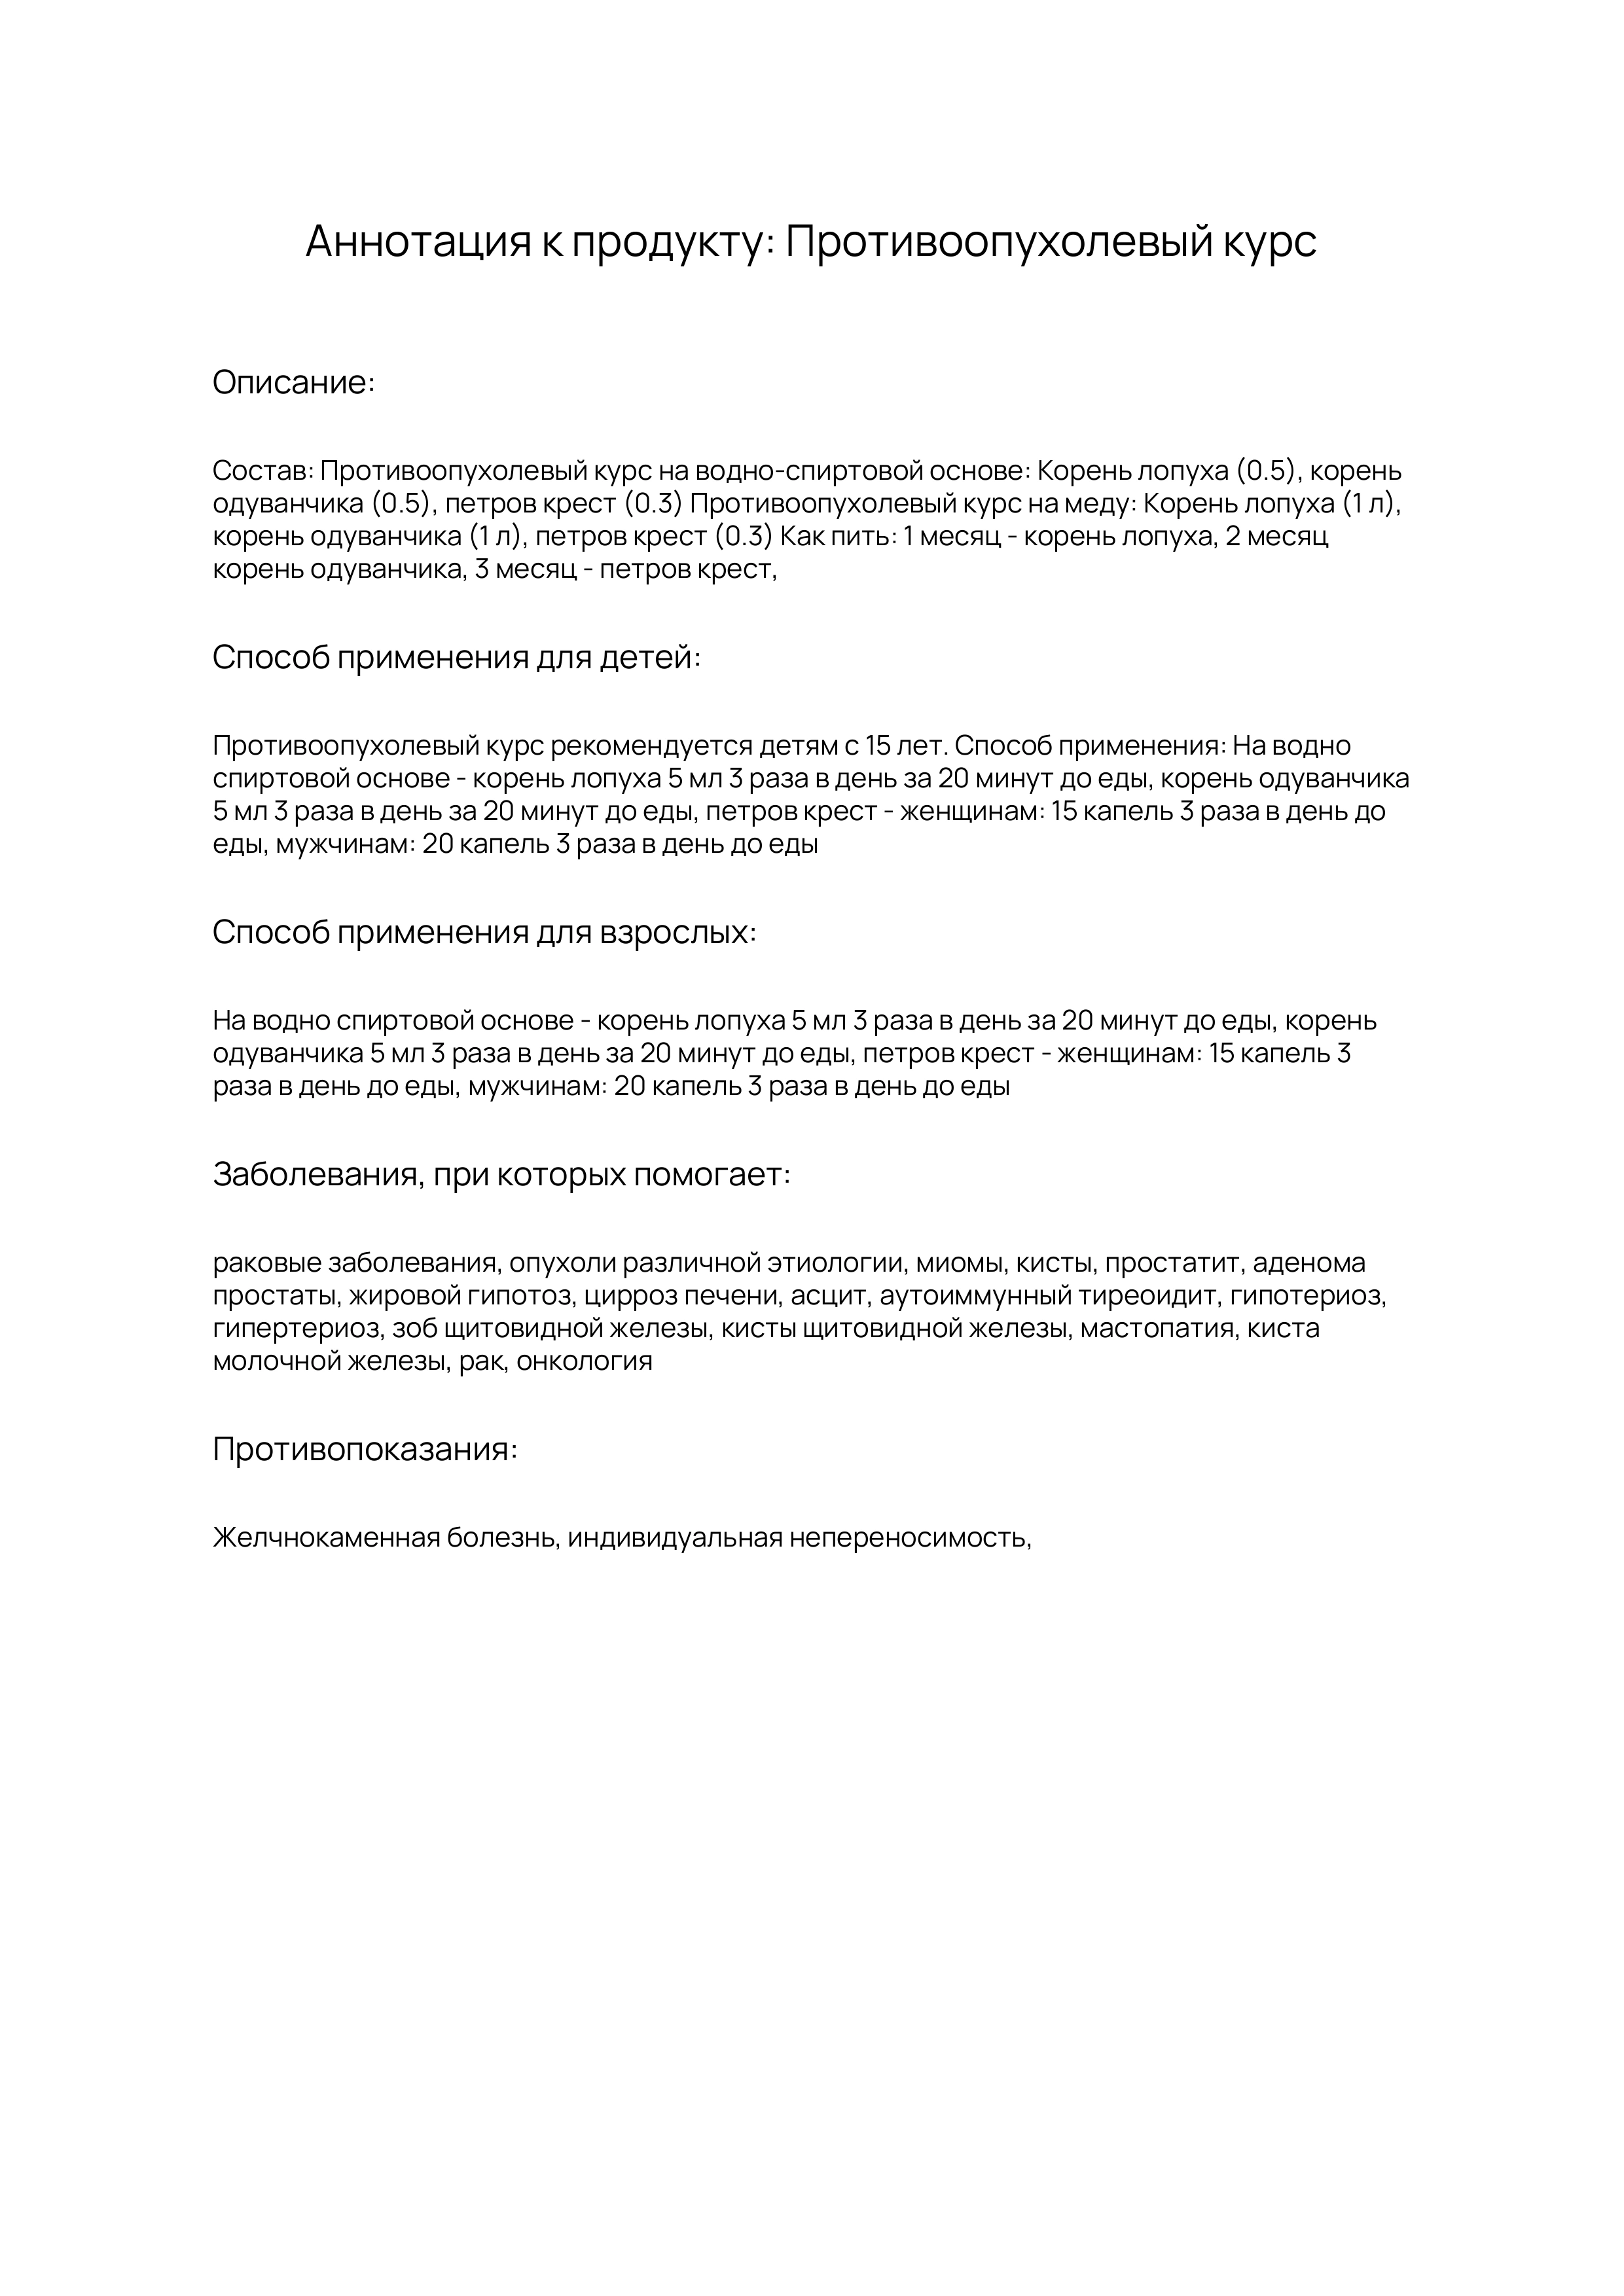 Аннотация к продукту: Противоопухолевый курс
Описание:
Состав: Противоопухолевый курс на водно-спиртовой основе: Корень лопуха (0.5), корень
одуванчика (0.5), петров крест (0.3) Противоопухолевый курс на меду: Корень лопуха (1 л),
корень одуванчика (1 л), петров крест (0.3) Как пить: 1 месяц - корень лопуха, 2 месяц
корень одуванчика, 3 месяц - петров крест,
Способ применения для детей:
Противоопухолевый курс рекомендуется детям с 15 лет. Способ применения: На водно
спиртовой основе - корень лопуха 5 мл 3 раза в день за 20 минут до еды, корень одуванчика
5 мл 3 раза в день за 20 минут до еды, петров крест - женщинам: 15 капель 3 раза в день до
еды, мужчинам: 20 капель 3 раза в день до еды
Способ применения для взрослых:
На водно спиртовой основе - корень лопуха 5 мл 3 раза в день за 20 минут до еды, корень
одуванчика 5 мл 3 раза в день за 20 минут до еды, петров крест - женщинам: 15 капель 3
раза в день до еды, мужчинам: 20 капель 3 раза в день до еды
Заболевания, при которых помогает:
раковые заболевания, опухоли различной этиологии, миомы, кисты, простатит, аденома
простаты, жировой гипотоз, цирроз печени, асцит, аутоиммунный тиреоидит, гипотериоз,
гипертериоз, зоб щитовидной железы, кисты щитовидной железы, мастопатия, киста
молочной железы, рак, онкология
Противопоказания:
Желчнокаменная болезнь, индивидуальная непереносимость,